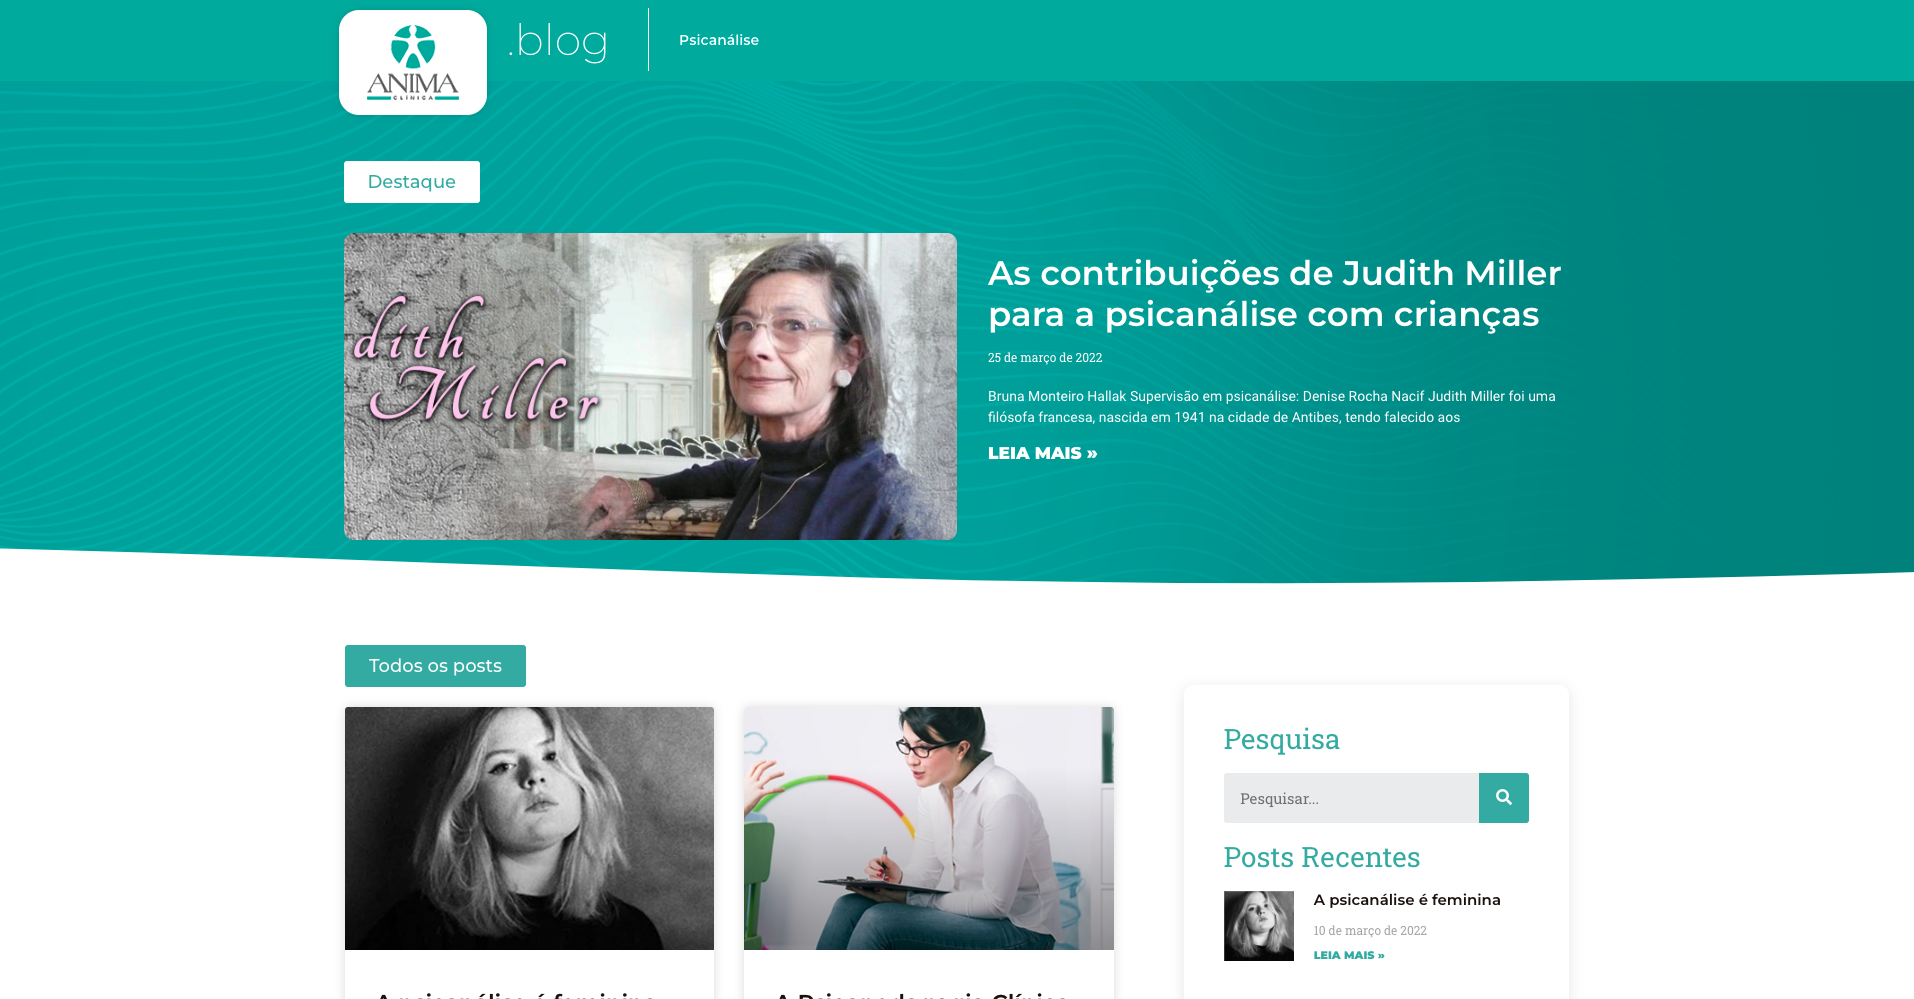 ANIMA
CLÍNICA
.blog
Psicanálise
Destaque
dith
Miller
As contribuições de Judith Miller
para a psicanálise com crianças
25 de março de 2022
Bruna Monteiro Hallak Supervisão em psicanálise: Denise Rocha Nacif Judith Miller foi uma
filósofa francesa, nascida em 1941 na cidade de Antibes, tendo falecido aos
LEIA MAIS »
Todos os posts
Pesquisa
Pesquisar...
Posts Recentes
A psicanálise é feminina
10 de março de 2022
LEIA MAIS »
A psicanálise é feminina